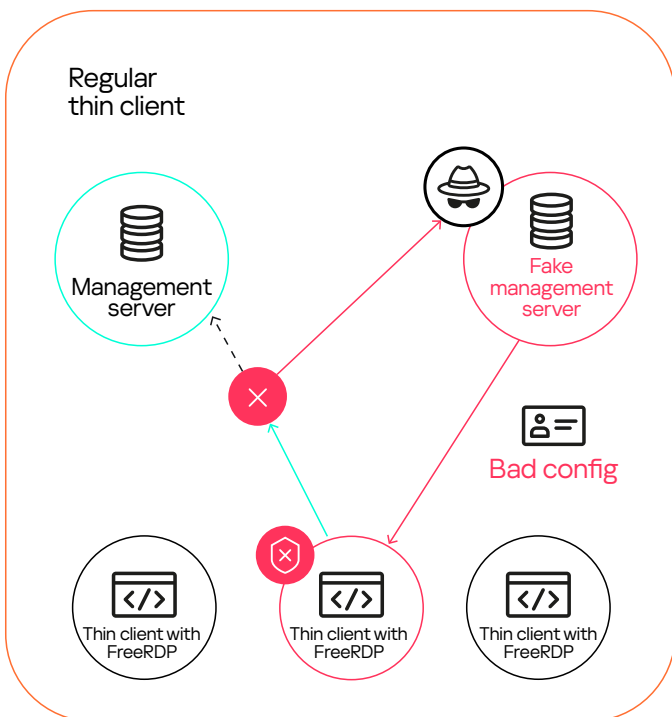 Regular
thin client
Management
server
Fake
management
server
Bad config
Thin client with
FreeRDP
Thin client with
FreeRDP
Thin client with
FreeRDP